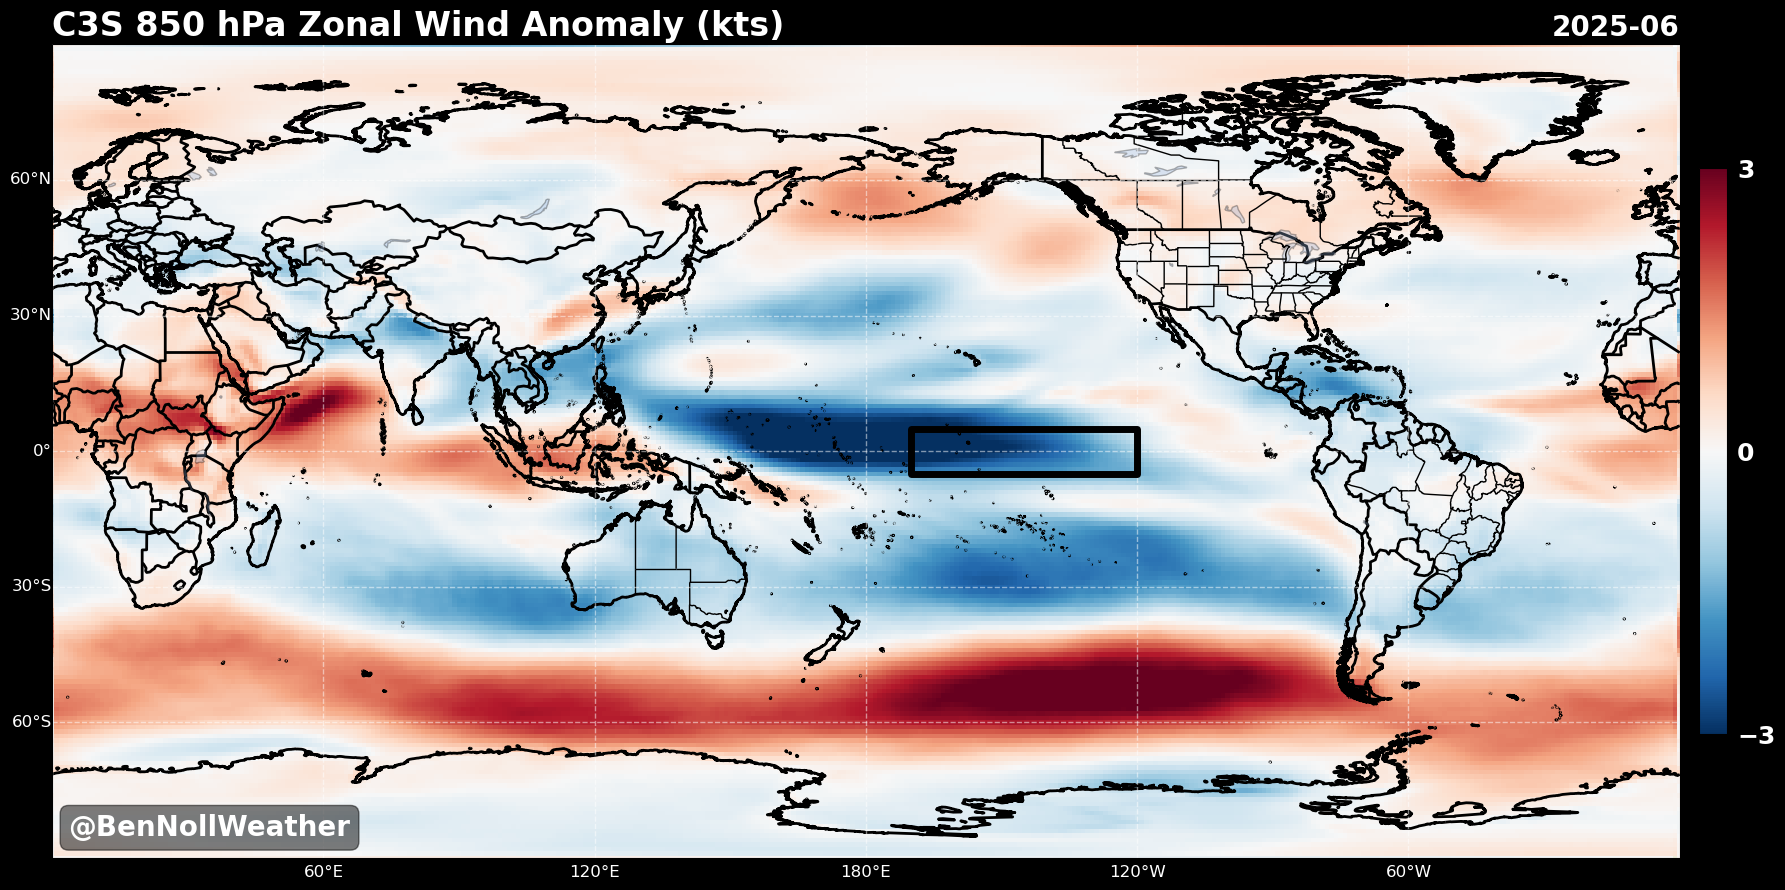 C3S 850 hPa Zonal Wind Anomaly (kts)
2025-06
60°N
30°N
0°
30°S
60°S
60°E
120°E
180°E
120°W
60°W
3
0
−3
@BenNollWeather